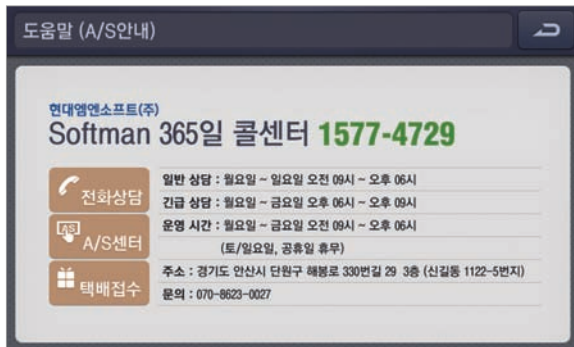 도움말 (A/S안내)
현대엠엔소프트(주)
Softman 365일 콜센터 1577-4729
전화상담
일반 상담 : 월요일 ~ 일요일 오전 09시 ~ 오후 06시
긴급 상담 : 월요일 ~ 금요일 오후 06시 ~ 오후 09시
A/S
A/S센터
운영 시간 : 월요일 ~ 금요일 오전 09시 ~ 오후 06시
(토/일요일, 공휴일 휴무)
택배접수
주소 : 경기도 안산시 단원구 해봉로 330번길 29 3층 (신길동 1122-5번지)
문의 : 070-8623-0027